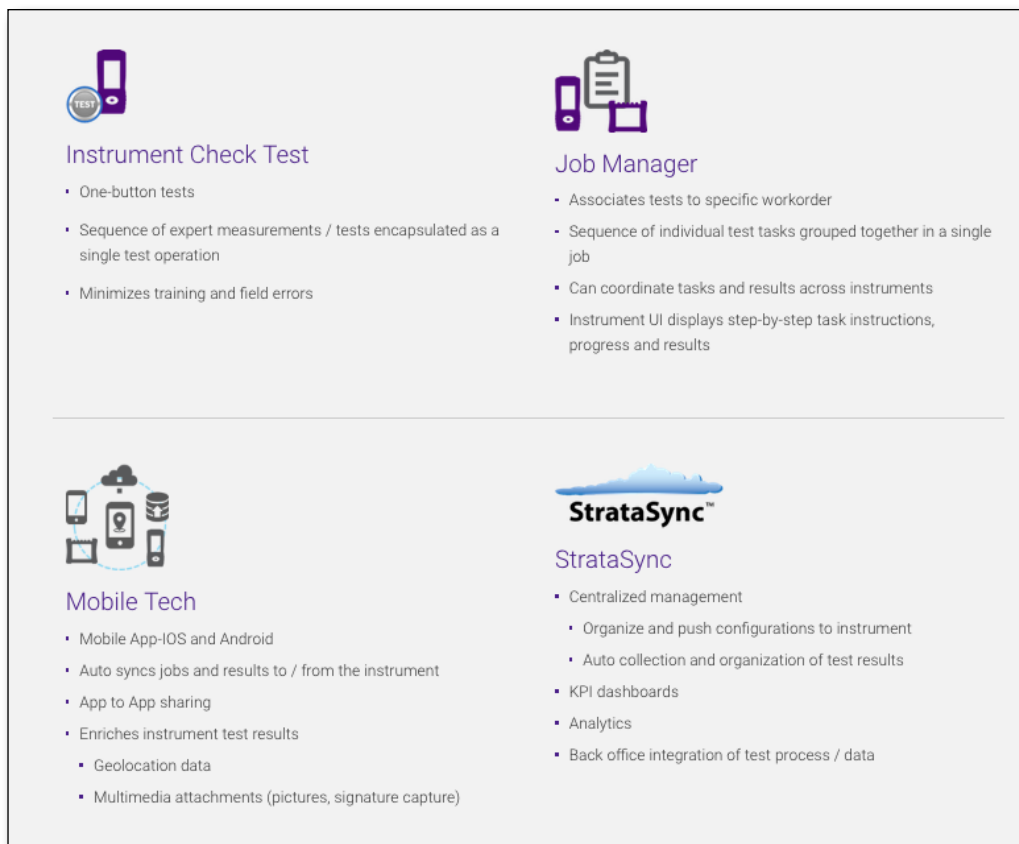 TEST
Instrument Check Test
▪ One-button tests
▪ Sequence of expert measurements / tests encapsulated as a
single test operation
▪ Minimizes training and field errors
Job Manager
▪ Associates tests to specific workorder
▪ Sequence of individual test tasks grouped together in a single
job
▪ Can coordinate tasks and results across instruments
▪ Instrument UI displays step-by-step task instructions,
progress and results
Mobile Tech
▪ Mobile App-IOS and Android
▪ Auto syncs jobs and results to / from the instrument
▪ App to App sharing
▪ Enriches instrument test results
▪ Geolocation data
▪ Multimedia attachments (pictures, signature capture)
StrataSync™
StrataSync
▪ Centralized management
▪ Organize and push configurations to instrument
▪ Auto collection and organization of test results
▪ KPI dashboards
▪ Analytics
▪ Back office integration of test process / data